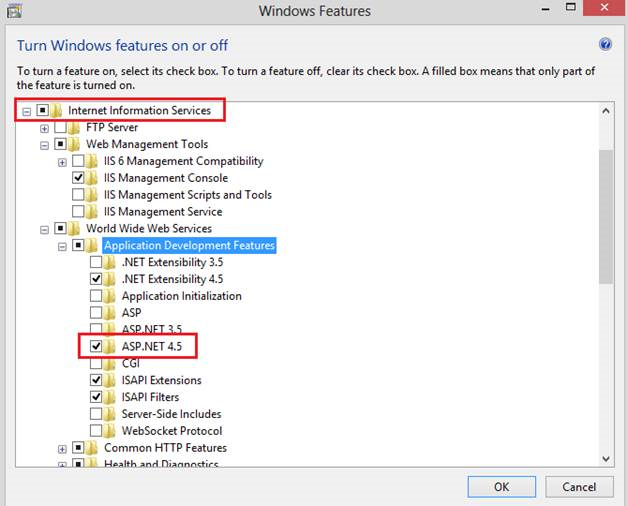 Windows Features
Turn Windows features on or off
To turn a feature on, select its check box. To turn a feature off, clear its check box. A filled box means that only part of
the feature is turned on.
Internet Information Services
FTP Server
Web Management Tools
IIS 6 Management Compatibility
IIS Management Console
IIS Management Scripts and Tools
IIS Management Service
World Wide Web Services
Application Development Features
.NET Extensibility 3.5
.NET Extensibility 4.5
Application Initialization
ASP
ASP.NET 3.5
ASP.NET 4.5
CGI
ISAPI Extensions
ISAPI Filters
Server-Side Includes
WebSocket Protocol
Common HTTP Features
Health and Diagnostics
OK
Cancel